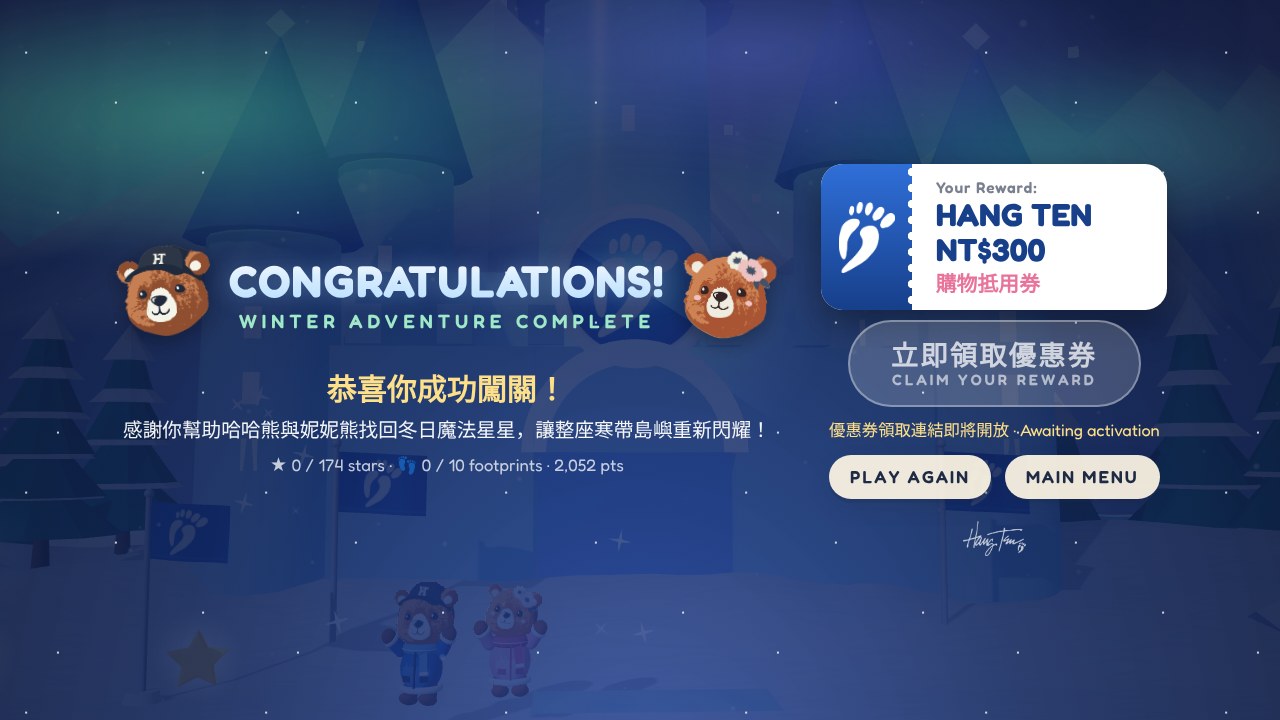 CONGRATULATIONS!
WINTER ADVENTURE COMPLETE
恭喜你成功闖關！
感謝你幫助哈哈熊與妮妮熊找回冬日魔法星星，讓整座寒帶島嶼重新閃耀！
★ 0 / 174 stars · 👣 0 / 10 footprints · 2,052 pts
Your Reward:
HANG TEN
NT$300
購物抵用券
立即領取優惠券
CLAIM YOUR REWARD
優惠券領取連結即將開放 · Awaiting activation
PLAY AGAIN
MAIN MENU
Hang Ten
H
H